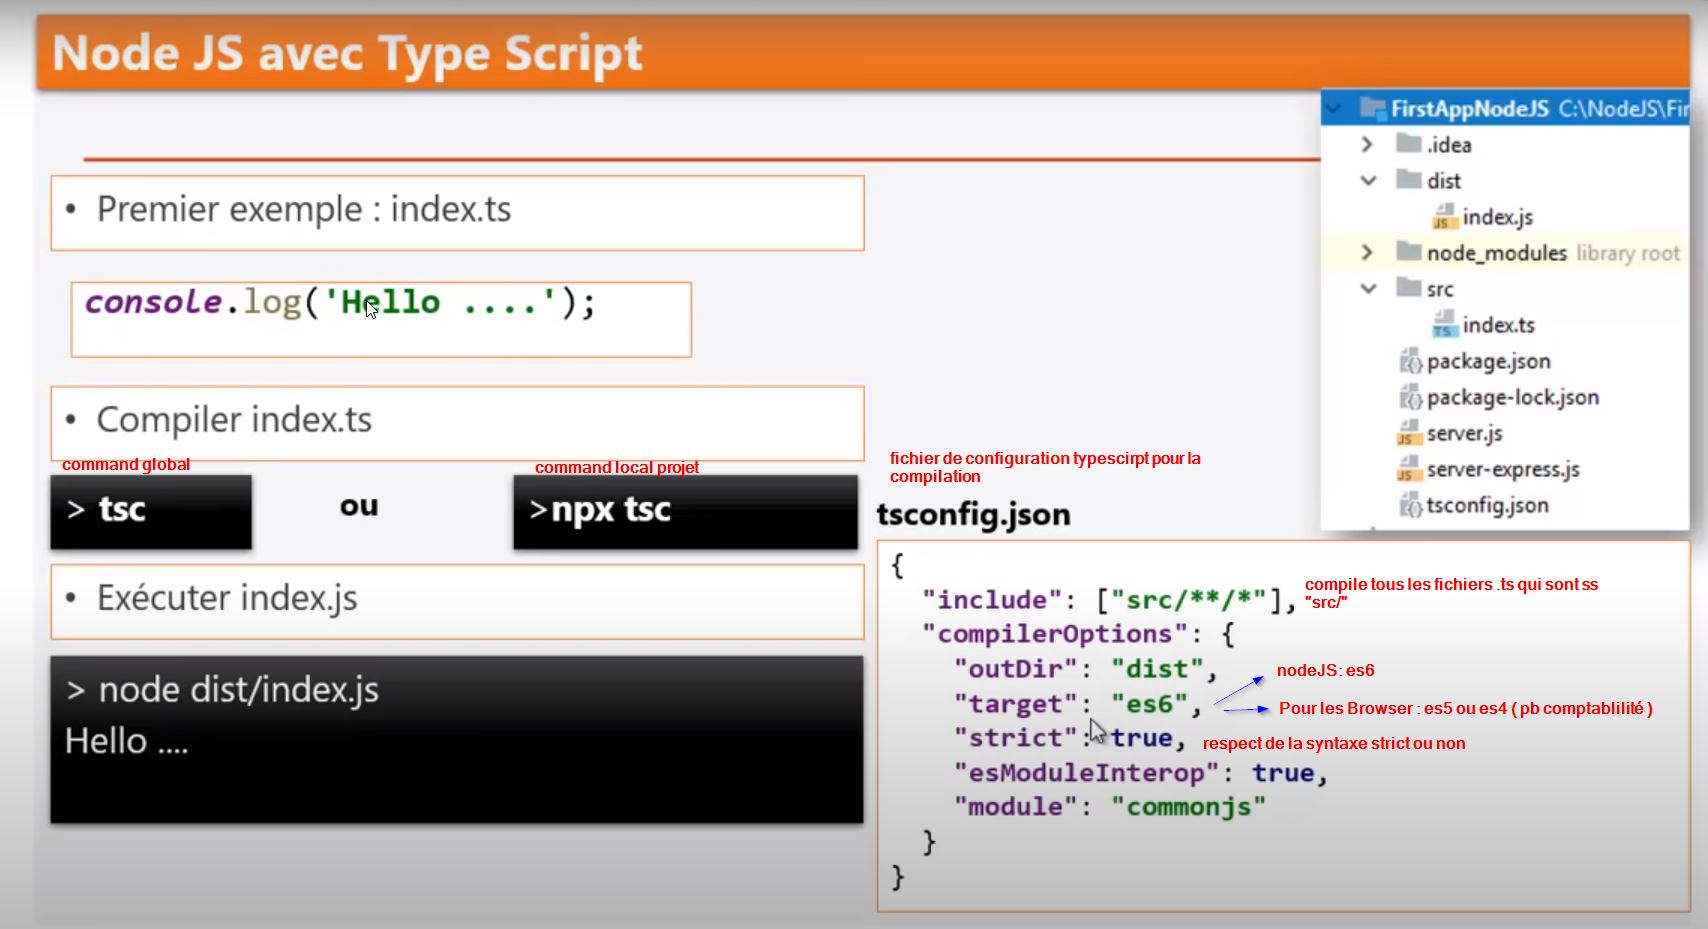 Node JS avec Type Script
FirstAppNodeJS C:\NodeJS\Fir
.idea
dist
index.js
node_modules library root
src
index.ts
package.json
package-lock.json
server.js
server-express.js
tsconfig.json
• Premier exemple : index.ts
console.log('Hello ....');
• Compiler index.ts
command global
> tsc
ou
command local projet
>npx tsc
• Exécuter index.js
> node dist/index.js
Hello ....
fichier de configuration typescirpt pour la
compilation
tsconfig.json
{
"include": ["src/**/*"],
compile tous les fichiers .ts qui sont ss
"src/"
"compilerOptions": {
"outDir": "dist",
nodeJS: es6
"target": "es6",
Pour les Browser : es5 ou es4 ( pb comptablilité )
"strict": true,
respect de la syntaxe strict ou non
"esModuleInterop": true,
"module": "commonjs"
}
}